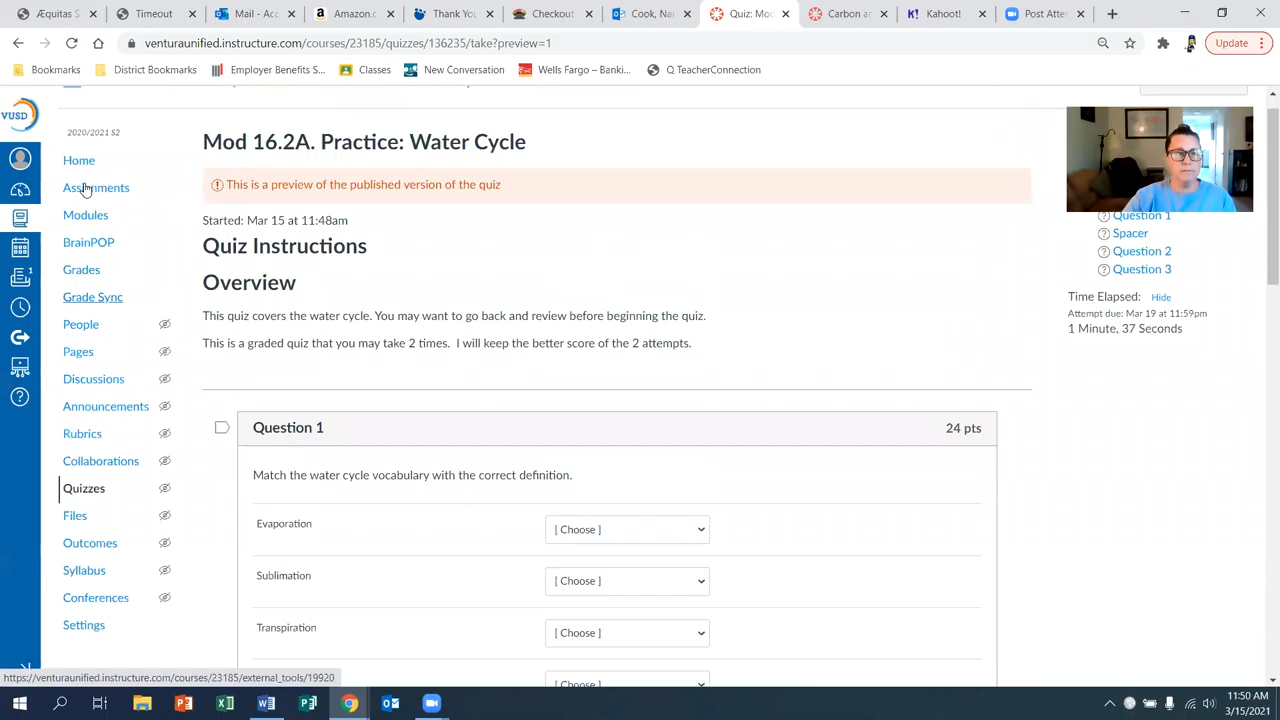 Æquitas S
Timeout
Mail - Acc
Amazon.c
Thank You
Checkout
Cook, Na
Quiz: Mod
Carbon ar
Kahoot!
Post Atten
venturaunified.instructure.com/courses/23185/quizzes/136235/take?preview=1
Update
Bookmarks
District Bookmarks
Employer Benefits S...
Classes
New Conversation
Wells Fargo – Banki...
Q TeacherConnection
VUSD
1
2020/2021 S2
Home
Assignments
Modules
BrainPOP
Grades
Grade Sync
People
Pages
Discussions
Announcements
Rubrics
Collaborations
Quizzes
Files
Outcomes
Syllabus
Conferences
Settings
Mod 16.2A. Practice: Water Cycle
This is a preview of the published version of the quiz
Started: Mar 15 at 11:48am
Quiz Instructions
Overview
This quiz covers the water cycle. You may want to go back and review before beginning the quiz.
This is a graded quiz that you may take 2 times. I will keep the better score of the 2 attempts.
Question 1
24 pts
Match the water cycle vocabulary with the correct definition.
Evaporation
[ Choose ]
Sublimation
[ Choose ]
Transpiration
[ Choose ]
[ Choose ]
Question 1
Spacer
Question 2
Question 3
Time Elapsed: Hide
Attempt due: Mar 19 at 11:59pm
1 Minute, 37 Seconds
https://venturaunified.instructure.com/courses/23185/external_tools/19920
11:50 AM
3/15/2021